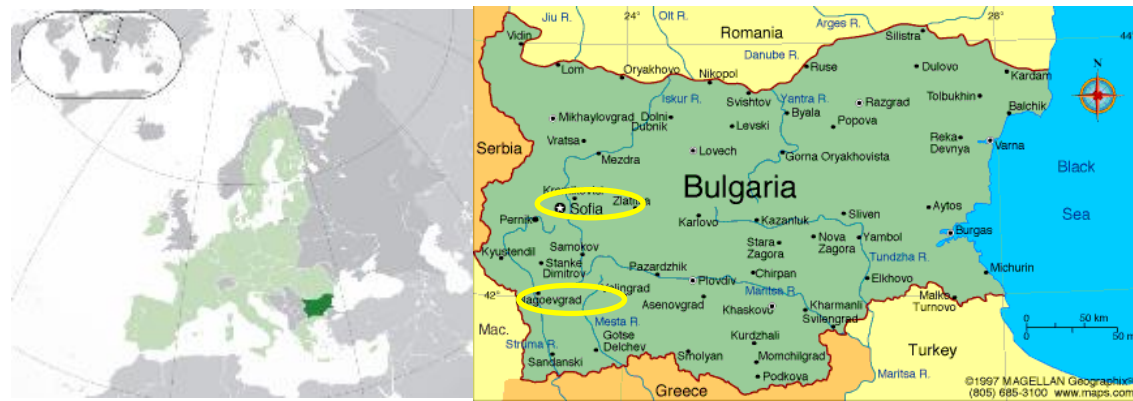 Jiu R.
24°
Olt R.
Arges R.
28°
Vidin
Romania
Silistra
44°
Danube R.
Lom
Oryakhovo
Nikopol
Ruse
Dulovo
Kardam
N
Iskur R.
Svishtov
Yantra R.
Razgrad
Tolbukhin
Balchik
Mikhaylovgrad
Dolni
Dubnik
Levski
Byala
Popova
Vratsa
Reka
Devnya
Varna
Serbia
Mezdra
Lovech
Gorna Oryakhovista
Black
Sea
Bulgaria
Sofia
Pernik
Karlovo
Kazanluk
Sliven
Aytos
Burgas
Kyustendil
Samokov
Stanke
Dimitrov
Pazardzhik
Stara
Zagora
Nova
Zagora
Yambol
Tundzha R.
Michurin
Plovdiv
Chirpan
Elkhovo
42°
Asenovgrad
Maritsa R.
Khaskovo
Kharmanli
Svilengrad
Malko
Turnovo
0
50 km
Mac.
Mesta R.
Struma R.
Gotse
Delchev
Sandanski
Smolyan
Kurdzhali
Momchilgrad
Podkova
Turkey
Maritsa R.
Greece
©1997 MAGELLAN Geographix
(805) 685-3100 www.maps.com